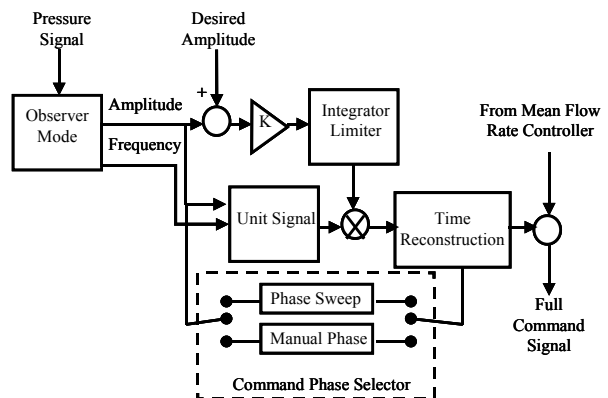 Pressure
Signal
Desired
Amplitude
+
Observer
Mode
Amplitude
Frequency
K
Integrator
Limiter
From Mean Flow
Rate Controller
Unit Signal
Time
Reconstruction
Phase Sweep
Manual Phase
Full
Command
Signal
Command Phase Selector